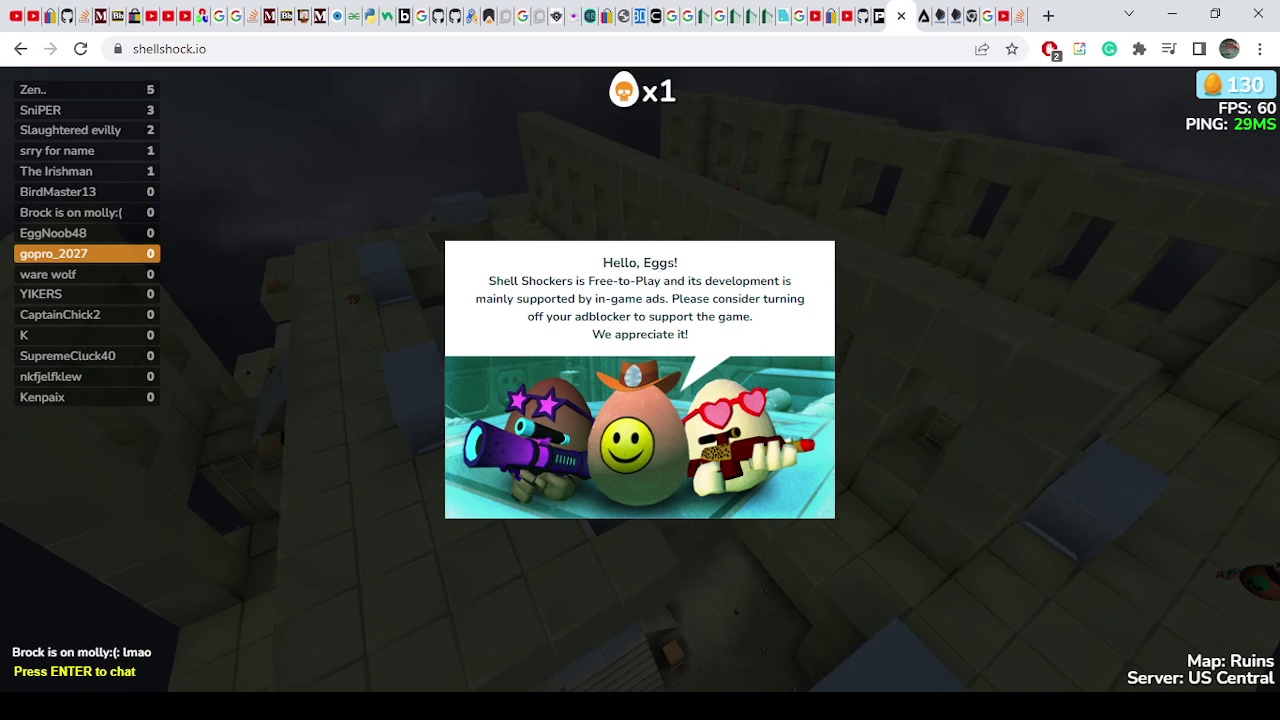 shellshock.io
2
Zen.. 5
SniPER 3
Slaughtered evilly 2
srry for name 1
The Irishman 1
BirdMaster13 0
Brock is on molly:( 0
EggNoob48 0
gopro_2027 0
ware wolf 0
YIKERS 0
CaptainChick2 0
K 0
SupremeCluck40 0
nkfjelfklew 0
Kenpaix 0
x1
130
FPS: 60
PING: 29MS
Hello, Eggs!
Shell Shockers is Free-to-Play and its development is
mainly supported by in-game ads. Please consider turning
off your adblocker to support the game.
We appreciate it!
Brock is on molly:(: lmao
Press ENTER to chat
Map: Ruins
Server: US Central